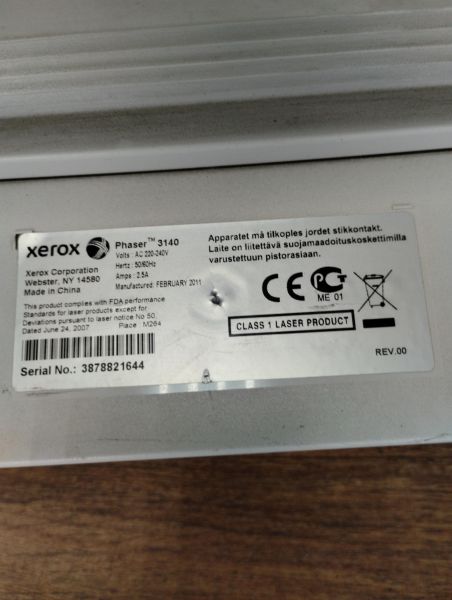 xerox
Phaser™ 3140
Volts : AC 220-240V
Hertz : 50/60Hz
Amps : 2.5A
Manufactured: FEBRUARY 2011
Xerox Corporation
Webster, NY 14580
Made in China
This product complies with FDA performance
Standards for laser products except for
Deviations pursuant to laser notice No 50,
Dated June 24, 2007
Place : M264
Serial No.: 3878821644
Apparatet må tilkoples jordet stikkontakt.
Laite on liitettävä suojamaadoituskoskettimilla
varustettuun pistorasiaan.
CE
ME 01
CLASS 1 LASER PRODUCT
REV.00